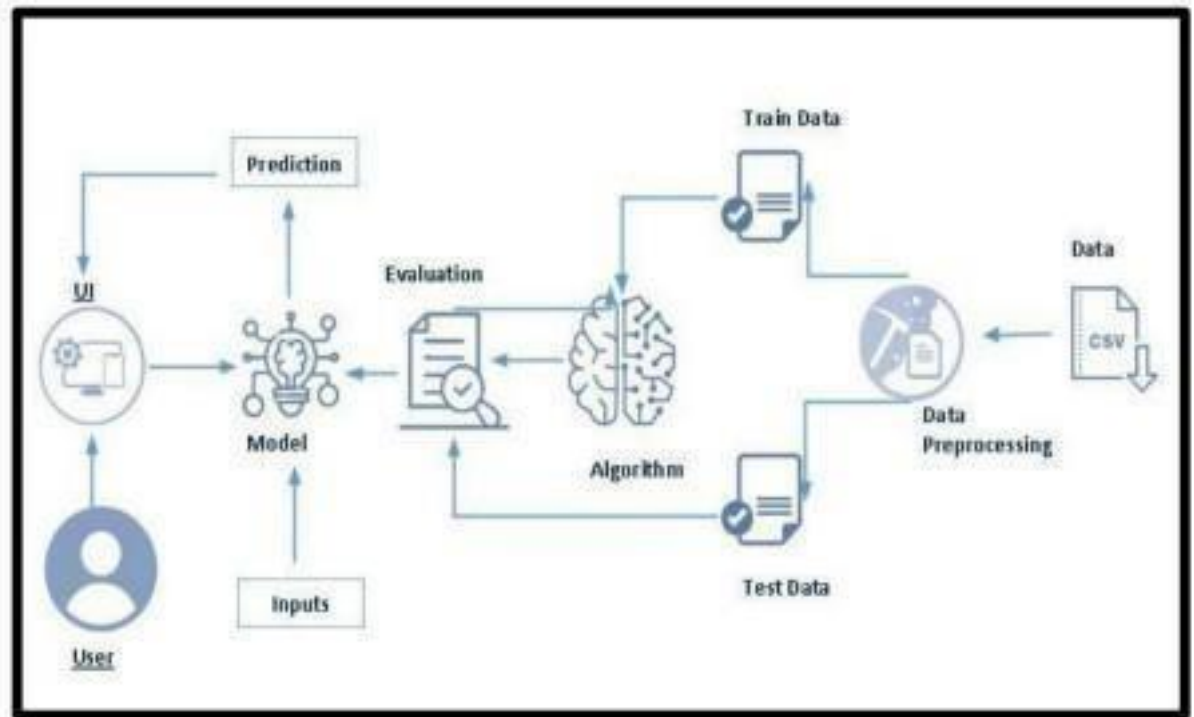 Train Data
Prediction
Data
Evaluation
UI
CSV
Data
Preprocessing
Model
Algorithm
Test Data
Inputs
User